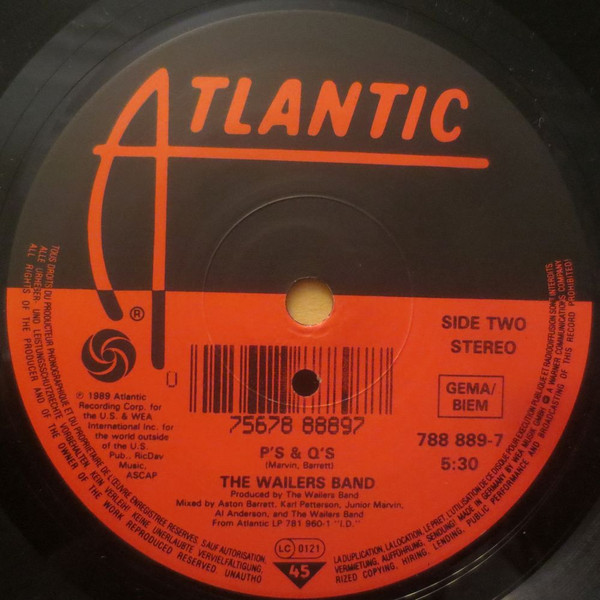 ATLANTIC
®
SIDE TWO
STEREO
GEMA/
BIEM
788 889-7
5:30
℗ 1989 Atlantic
Recording Corp. for
the U.S. & WEA
International Inc. for
the world outside
of the U.S.
Pub., RicDav
Music,
ASCAP
0
75678 88897
P'S & Q'S
(Marvin, Barrett)
THE WAILERS BAND
Produced by The Wailers Band
Mixed by Aston Barrett, Karl Petterson, Junior Marvin,
Al Anderson, and The Wailers Band
From Atlantic LP 781 960-1 "I.D."
LC 0121
45
TOUS DROITS DU PRODUCTEUR PHONOGRAPHIQUE ET DU PROPRIETAIRE DE L'ŒUVRE ENREGISTREE RESERVES. SAUF AUTORISATION
LA DUPLICATION, LA LOCATION, LE PRET, L'UTILISATION DE CE DISQUE POUR EXECUTION PUBLIQUE ET RADIODIFFUSION SONT INTERDITS.
ALLE URHEBER- UND LEISTUNGSSCHUTZRECHTE VORBEHALTEN. KEIN VERLEIH! KEINE UNERLAUBTE VERVIELFÄLTIGUNG,
VERMIETUNG, AUFFÜHRUNG, SENDUNG! MADE IN GERMANY BY WEA MUSIK GMBH A WARNER COMMUNICATIONS COMPANY
ALL RIGHTS OF THE PRODUCER AND OF THE OWNER OF THE WORK REPRODUCED RESERVED. UNAUTHO
RIZED COPYING, HIRING, LENDING, PUBLIC PERFORMANCE AND BROADCASTING OF THIS RECORD PROHIBITED!